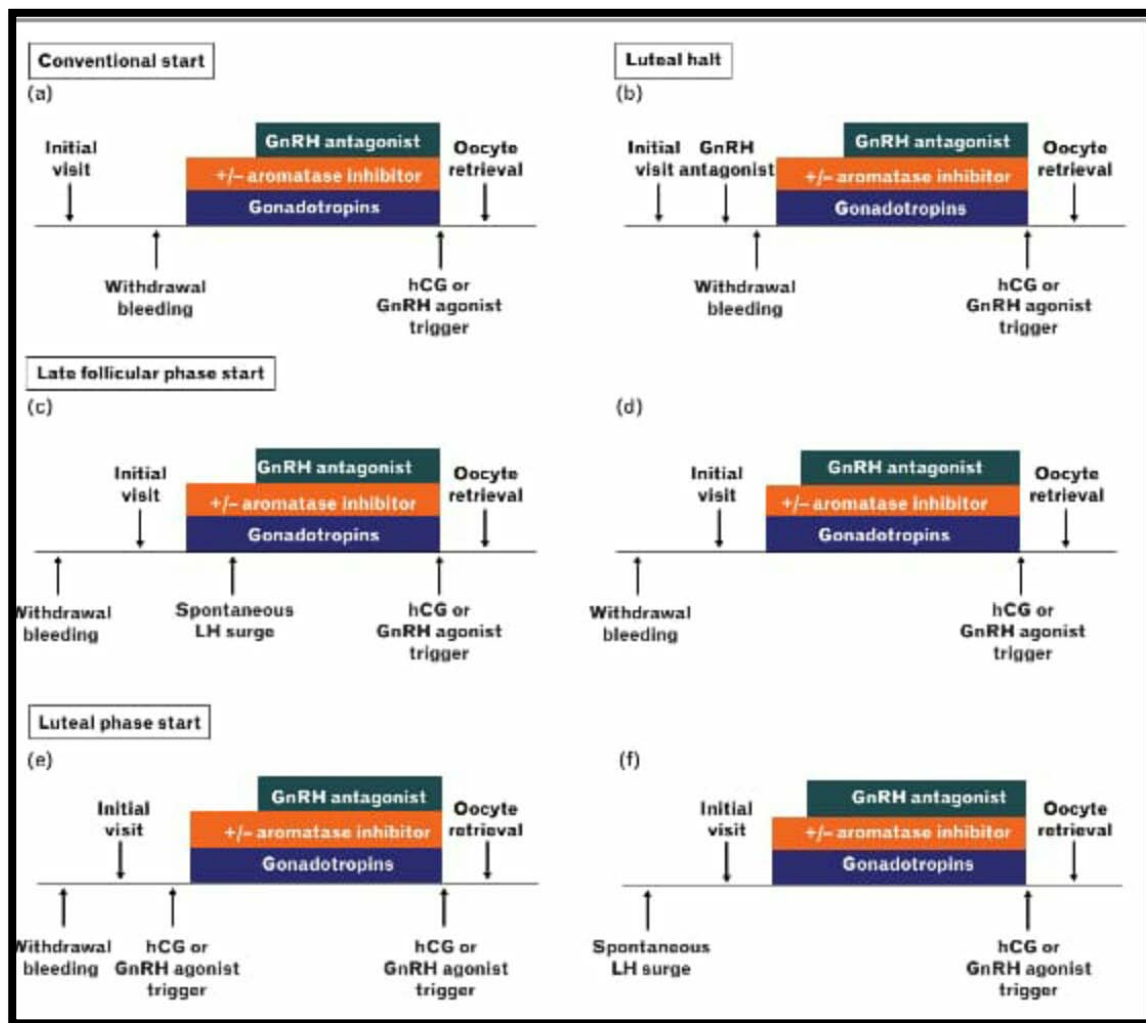 Conventional start
(a)
Initial
visit
GnRH antagonist
+/– aromatase inhibitor
Gonadotropins
Oocyte
retrieval
Withdrawal
bleeding
hCG or
GnRH agonist
trigger
Luteal halt
(b)
Initial
visit
GnRH
antagonist
GnRH antagonist
+/– aromatase inhibitor
Gonadotropins
Oocyte
retrieval
Withdrawal
bleeding
hCG or
GnRH agonist
trigger
Late follicular phase start
(c)
Initial
visit
GnRH antagonist
+/– aromatase inhibitor
Gonadotropins
Oocyte
retrieval
Withdrawal
bleeding
Spontaneous
LH surge
hCG or
GnRH agonist
trigger
(d)
Initial
visit
GnRH antagonist
+/– aromatase inhibitor
Gonadotropins
Oocyte
retrieval
Withdrawal
bleeding
hCG or
GnRH agonist
trigger
Luteal phase start
(e)
Initial
visit
GnRH antagonist
+/– aromatase inhibitor
Gonadotropins
Oocyte
retrieval
Withdrawal
bleeding
hCG or
GnRH agonist
trigger
hCG or
GnRH agonist
trigger
(f)
Initial
visit
GnRH antagonist
+/– aromatase inhibitor
Gonadotropins
Oocyte
retrieval
Spontaneous
LH surge
hCG or
GnRH agonist
trigger